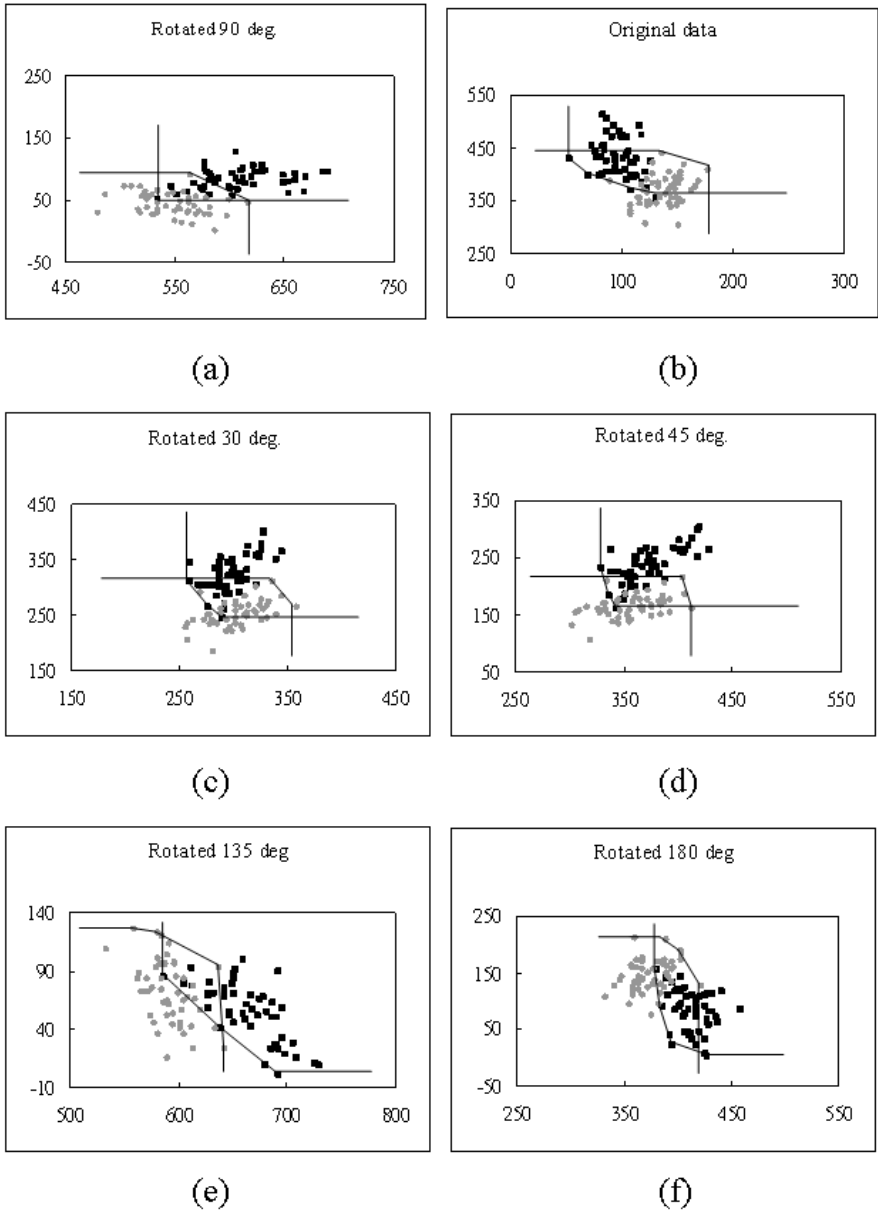 Rotated 90 deg.
250
150
50
-50
450 550 650 750
(a)
Original data
550
450
350
250
0 100 200 300
(b)
Rotated 30 deg.
450
350
250
150
150 250 350 450
(c)
Rotated 45 deg.
350
250
150
50
250 350 450 550
(d)
Rotated 135 deg
140
90
40
-10
500 600 700 800
(e)
Rotated 180 deg
250
150
50
-50
250 350 450 550
(f)